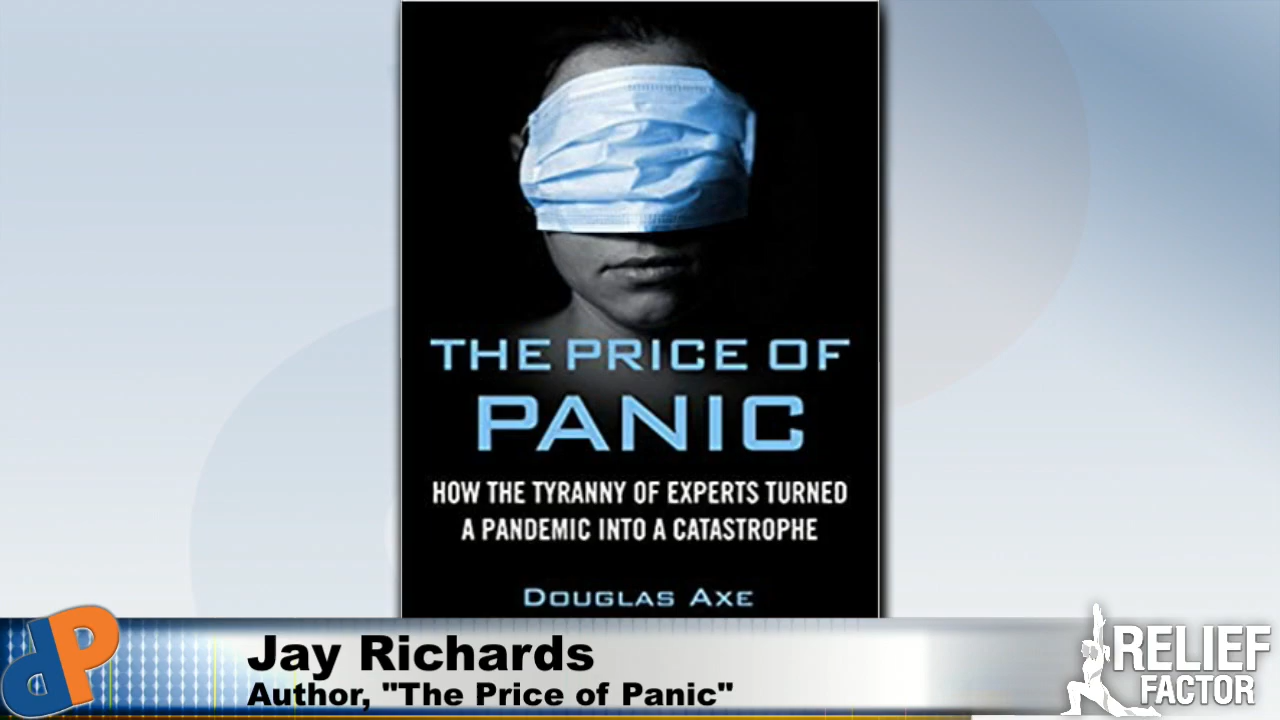 THE PRICE OF
PANIC
HOW THE TYRANNY OF EXPERTS TURNED
A PANDEMIC INTO A CATASTROPHE
DOUGLAS AXE
dP
Jay Richards
Author, "The Price of Panic"
RELIEF
FACTOR